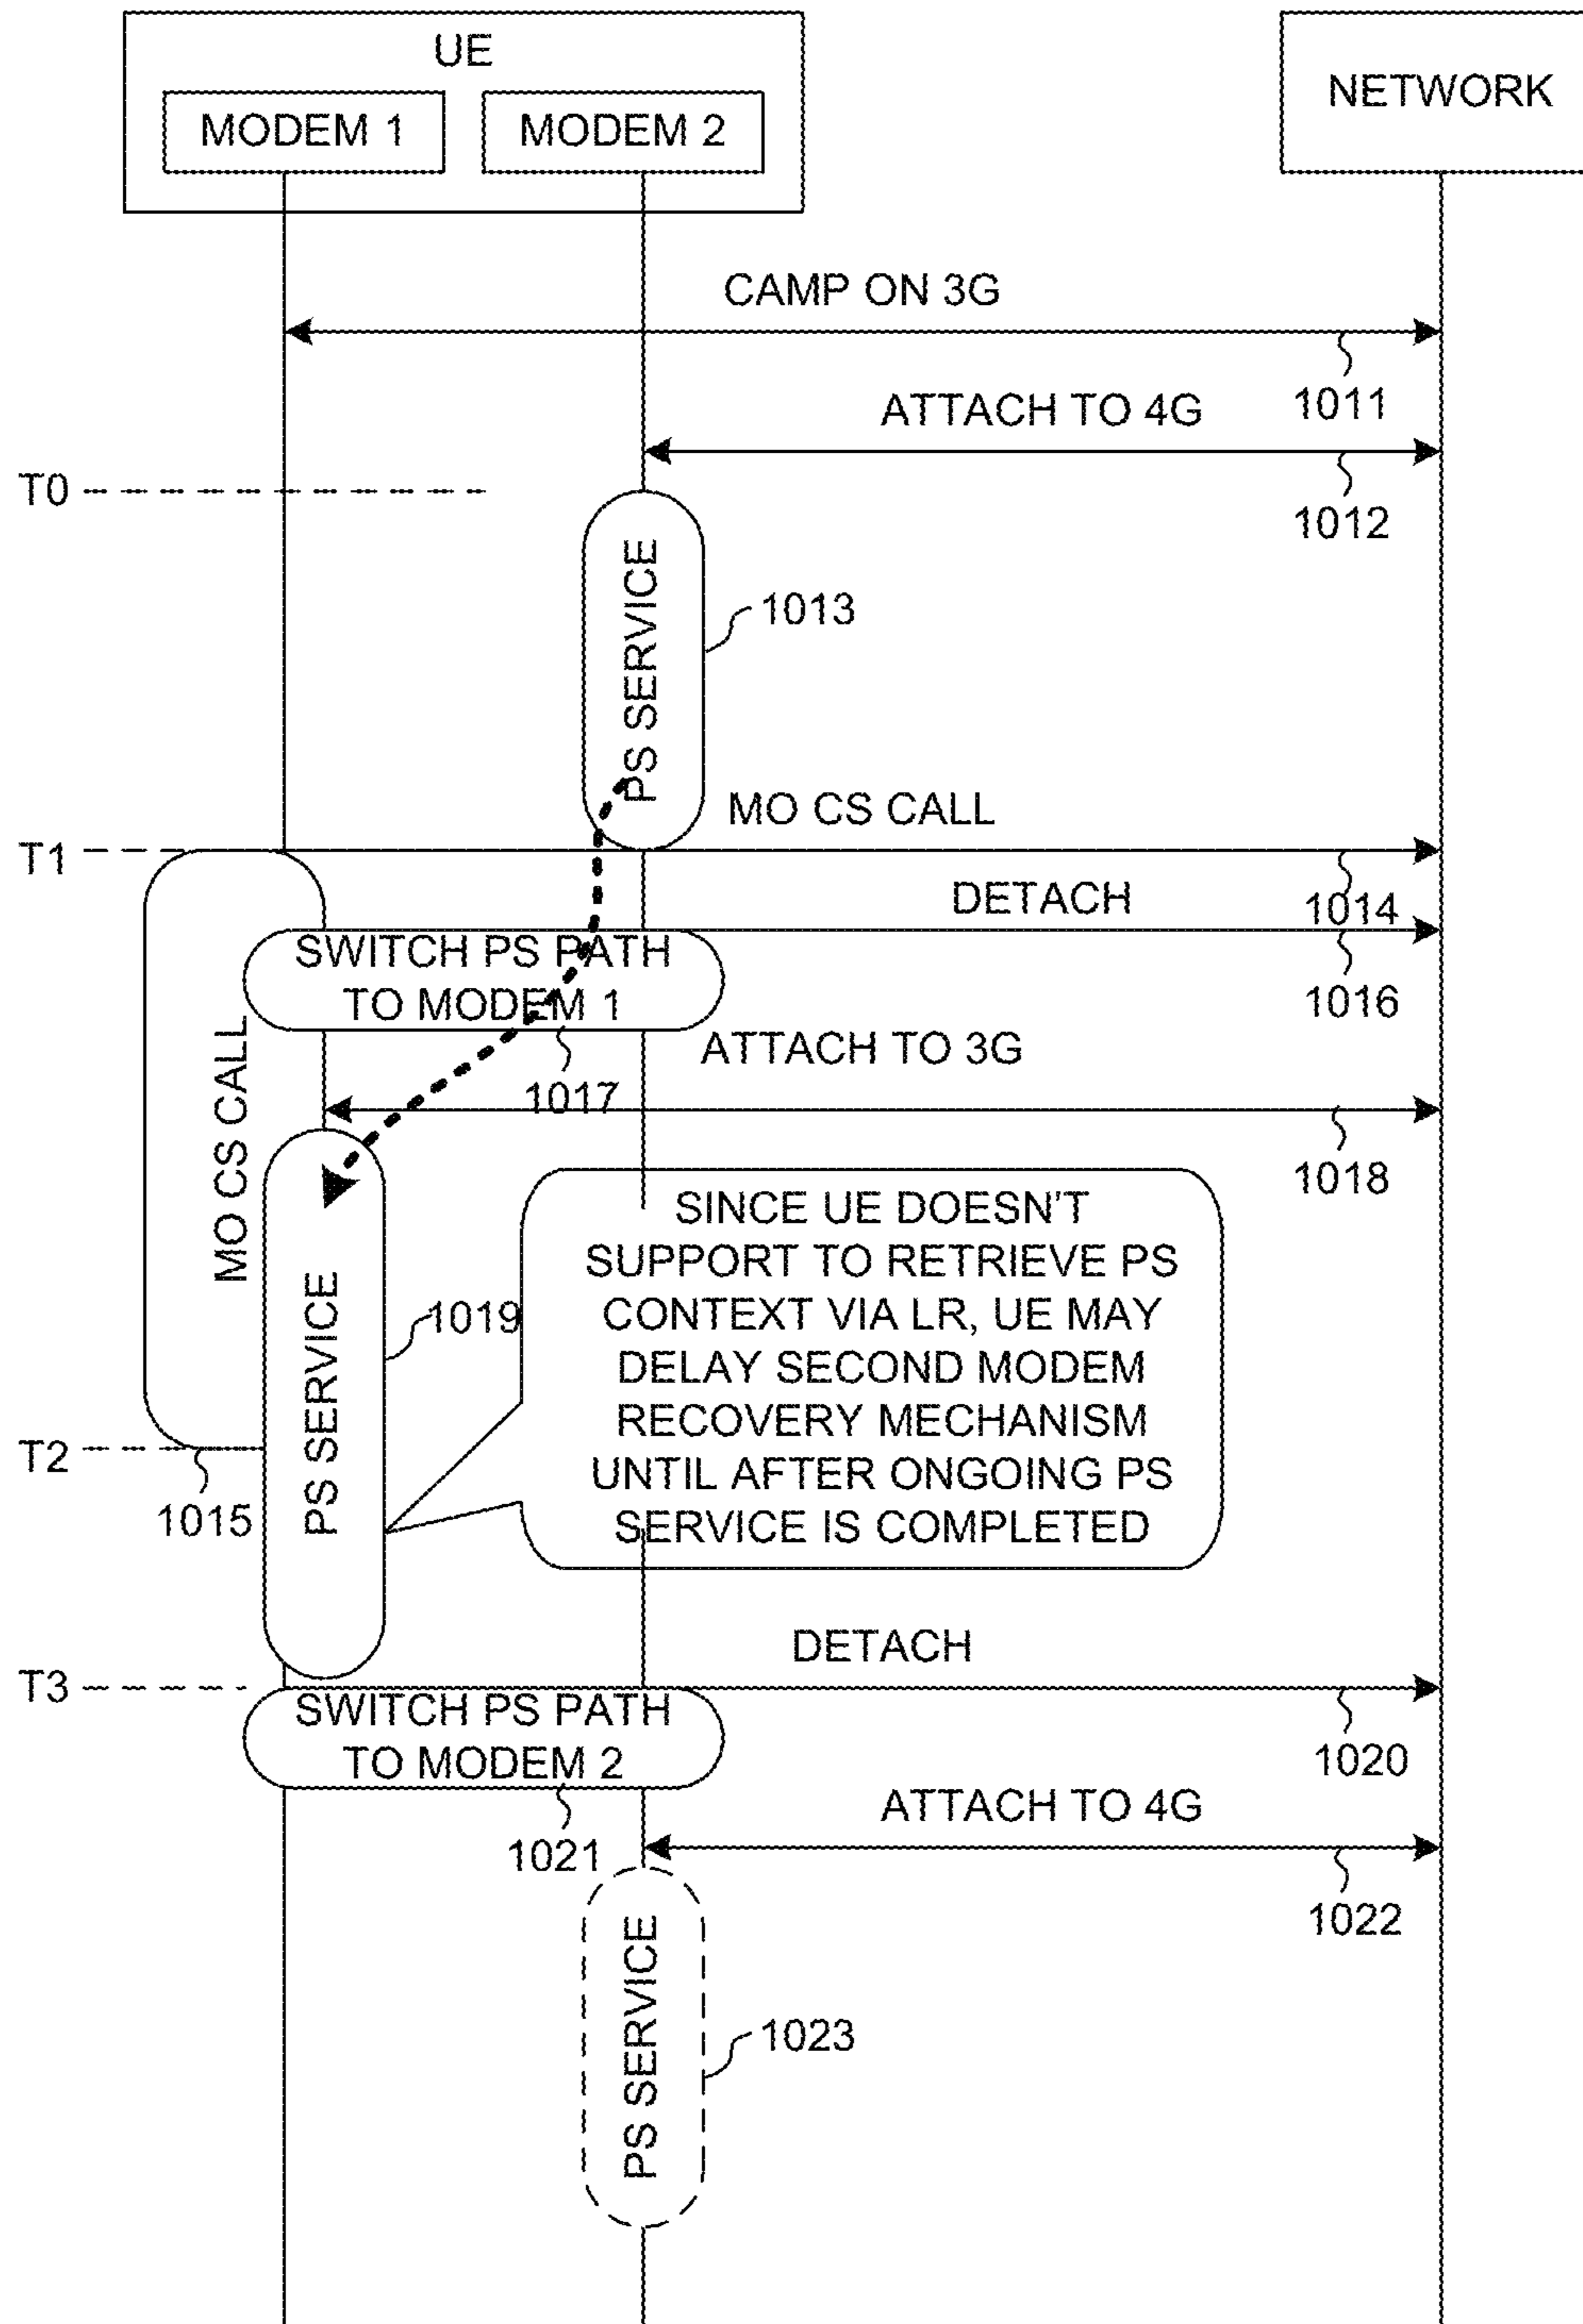 UE
MODEM 1
MODEM 2
NETWORK
CAMP ON 3G
1011
ATTACH TO 4G
1012
T0
PS SERVICE
1013
MO CS CALL
T1
1014
DETACH
1016
SWITCH PS PATH
TO MODEM 1
1017
ATTACH TO 3G
1018
MO CS CALL
PS SERVICE
1019
SINCE UE DOESN'T
SUPPORT TO RETRIEVE PS
CONTEXT VIA LR, UE MAY
DELAY SECOND MODEM
RECOVERY MECHANISM
UNTIL AFTER ONGOING PS
SERVICE IS COMPLETED
T2
1015
DETACH
T3
1020
SWITCH PS PATH
TO MODEM 2
1021
ATTACH TO 4G
1022
PS SERVICE
1023